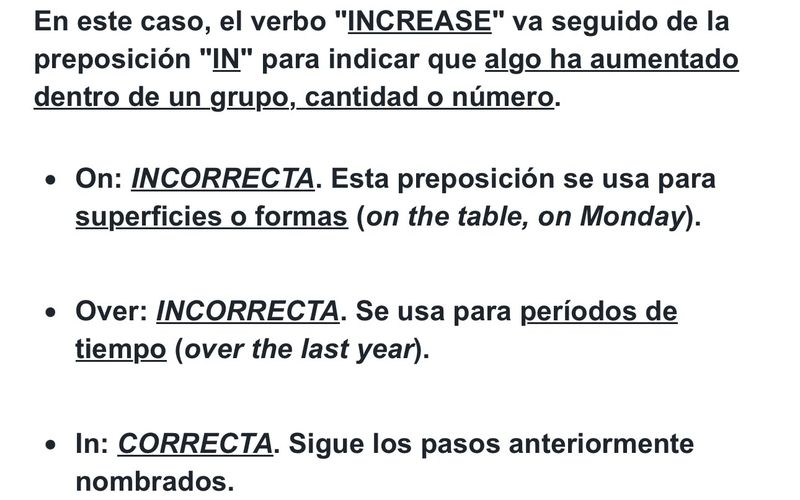 En este caso, el verbo "INCREASE" va seguido de la
preposición "IN" para indicar que algo ha aumentado
dentro de un grupo, cantidad o número.
• On: INCORRECTA. Esta preposición se usa para
superficies o formas (on the table, on Monday).
• Over: INCORRECTA. Se usa para períodos de
tiempo (over the last year).
• In: CORRECTA. Sigue los pasos anteriormente
nombrados.